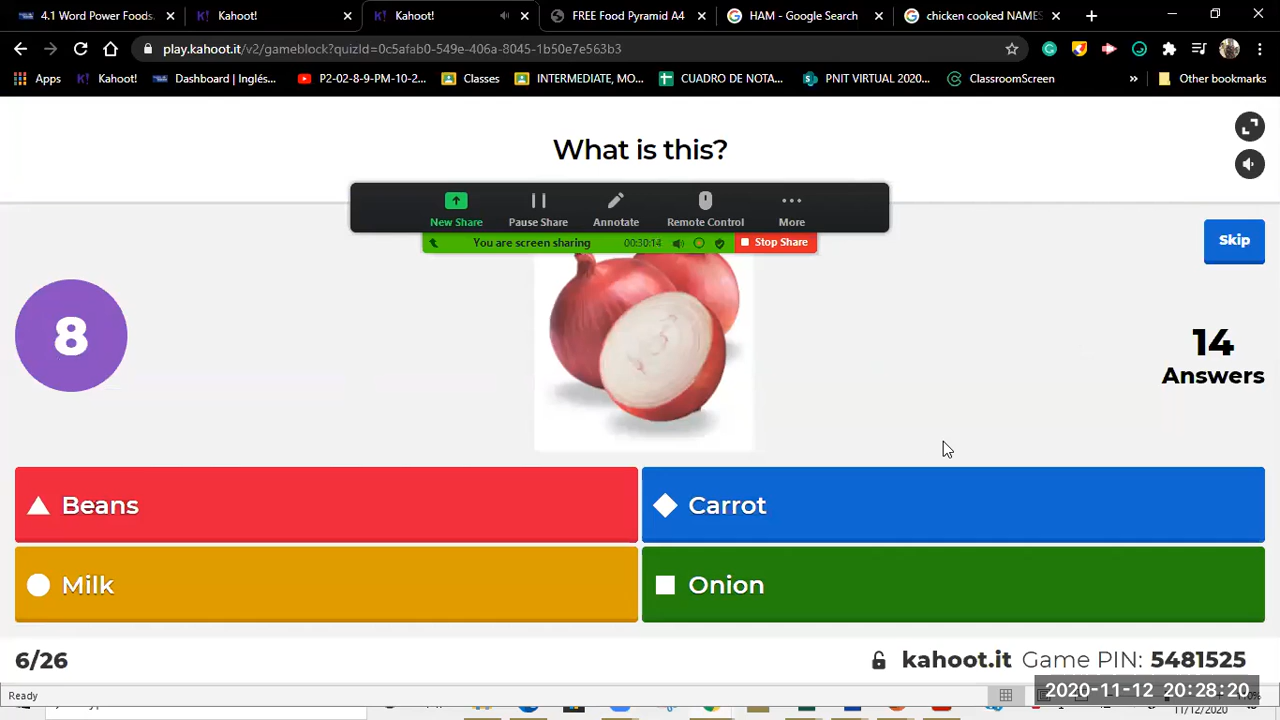 4.1 Word Power Foods.
Kahoot!
Kahoot!
FREE Food Pyramid A4
HAM - Google Search
chicken cooked NAMES
play.kahoot.it/v2/gameblock?quizId=0c5afab0-549e-406a-8045-1b50e7e563b3
Apps
Kahoot!
Dashboard | Inglés...
P2-02-8-9-PM-10-2...
Classes
INTERMEDIATE, MO...
CUADRO DE NOTA...
PNIT VIRTUAL 2020...
ClassroomScreen
»
Other bookmarks
What is this?
New Share
Pause Share
Annotate
Remote Control
More
You are screen sharing
00:30:14
Stop Share
Skip
8
14
Answers
Beans
Carrot
Milk
Onion
6/26
kahoot.it Game PIN: 5481525
Ready
2020-11-12 20:28:20
11/12/2020